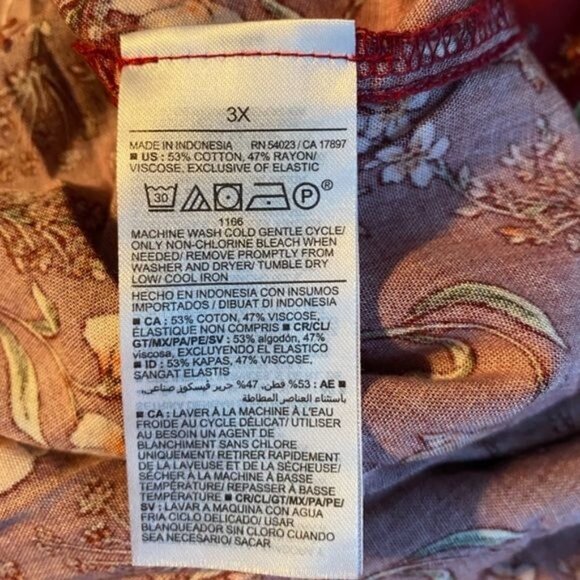 3X
MADE IN INDONESIA RN 54023 / CA 17897
■ US : 53% COTTON, 47% RAYON/
VISCOSE, EXCLUSIVE OF ELASTIC
30 P ®
1166
MACHINE WASH COLD GENTLE CYCLE/
ONLY NON-CHLORINE BLEACH WHEN
NEEDED/ REMOVE PROMPTLY FROM
WASHER AND DRYER/ TUMBLE DRY
LOW/ COOL IRON
HECHO EN INDONESIA CON INSUMOS
IMPORTADOS / DIBUAT DI INDONESIA
■ CA : 53% COTON, 47% VISCOSE,
ELASTIQUE NON COMPRIS ■ CR/CL/
GT/MX/PA/PE/SV : 53% algodón, 47%
viscosa, EXCLUYENDO EL ELASTICO
■ ID : 53% KAPAS, 47% VISCOSE,
SANGAT ELASTIS
■ AE : 53% قطن, 47% حرير فيسكوز صناعي,
باستثناء العناصر المطاطة
■ CA : LAVER À LA MACHINE À L'EAU
FROIDE AU CYCLE DÉLICAT/ UTILISER
AU BESOIN UN AGENT DE
BLANCHIMENT SANS CHLORE
UNIQUEMENT/ RETIRER RAPIDEMENT
DE LA LAVEUSE ET DE LA SÉCHEUSE/
SÉCHER À LA MACHINE À BASSE
TEMPÉRATURE/ REPASSER À BASSE
TEMPÉRATURE ■ CR/CL/GT/MX/PA/PE/
SV : LAVAR A MAQUINA CON AGUA
FRIA CICLO DELICADO/ USAR
BLANQUEADOR SIN CLORO CUANDO
SEA NECESARIO/ SACAR